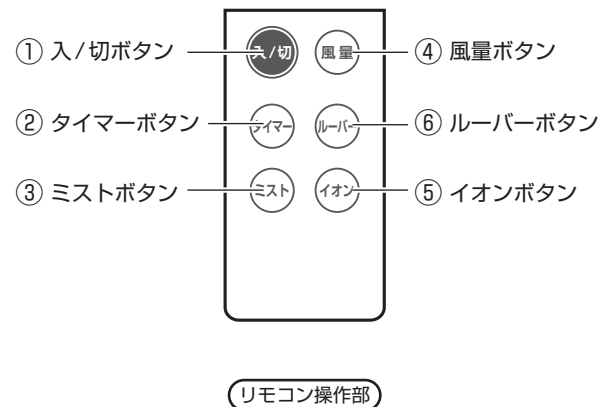 ① 入/切ボタン
入/切
風量
④ 風量ボタン
② タイマーボタン
タイマー
ルーバー
⑥ ルーバーボタン
③ ミストボタン
ミスト
イオン
⑤ イオンボタン
リモコン操作部